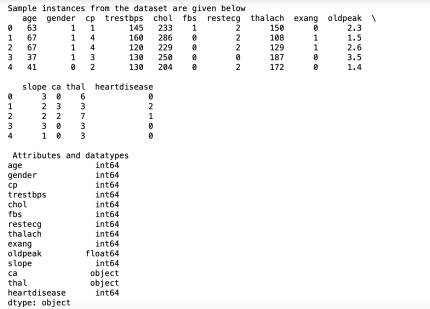 Sample instances from the dataset are given below
age gender cp trestbps chol fbs restecg thalach exang oldpeak \
0 63 1 1 145 233 1 2 150 0 2.3
1 67 1 4 160 286 0 2 108 1 1.5
2 67 1 4 120 229 0 2 129 1 2.6
3 37 1 3 130 250 0 0 187 0 3.5
4 41 0 2 130 204 0 2 172 0 1.4
slope ca thal heartdisease
0 3 0 6 0
1 2 3 3 2
2 2 2 7 1
3 3 0 3 0
4 1 0 3 0
Attributes and datatypes
age int64
gender int64
cp int64
trestbps int64
chol int64
fbs int64
restecg int64
thalach int64
exang int64
oldpeak float64
slope int64
ca object
thal object
heartdisease int64
dtype: object